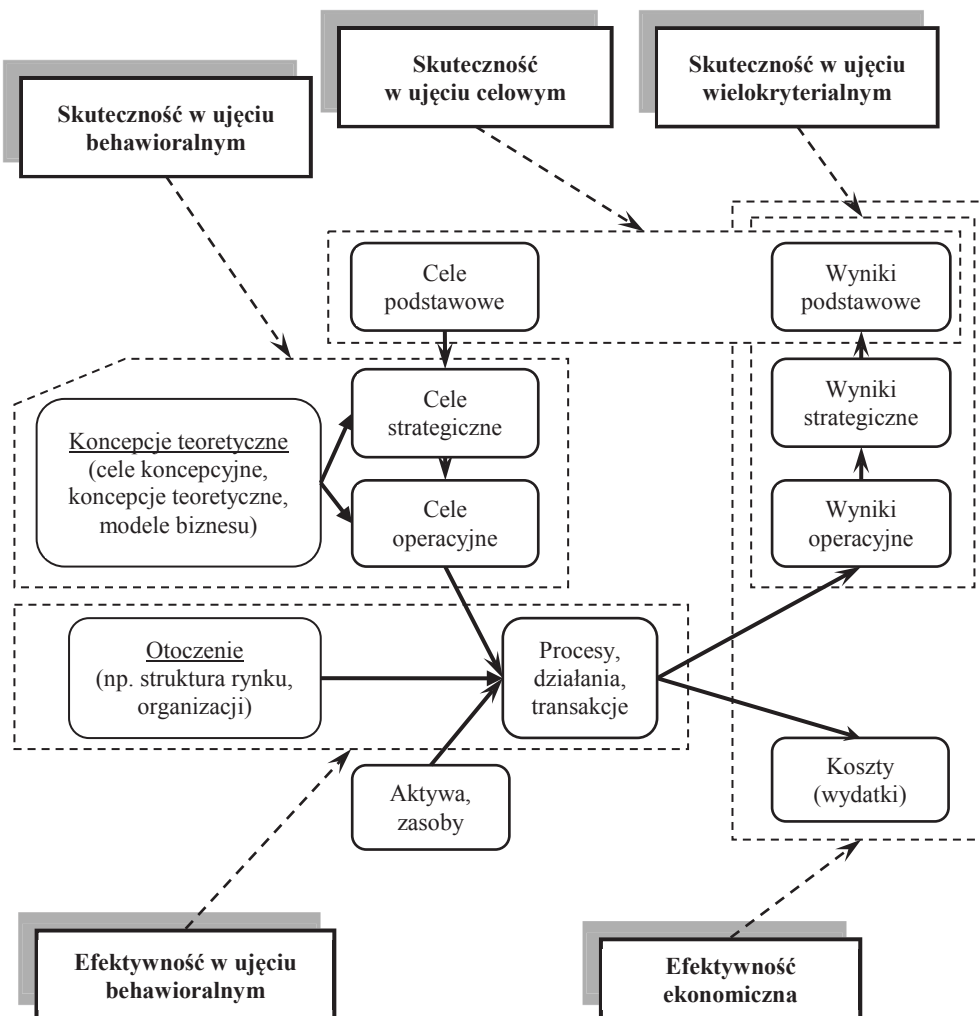 Skuteczność w ujęciu
behawioralnym
Skuteczność
w ujęciu celowym
Skuteczność w ujęciu
wielokryterialnym
Cele
podstawowe
Wyniki
podstawowe
Koncepcje teoretyczne
(cele koncepcyjne,
koncepcje teoretyczne,
modele biznesu)
Cele
strategiczne
Wyniki
strategiczne
Cele
operacyjne
Wyniki
operacyjne
Otoczenie
(np. struktura rynku,
organizacji)
Procesy,
działania,
transakcje
Aktywa,
zasoby
Koszty
(wydatki)
Efektywność w ujęciu
behawioralnym
Efektywność
ekonomiczna